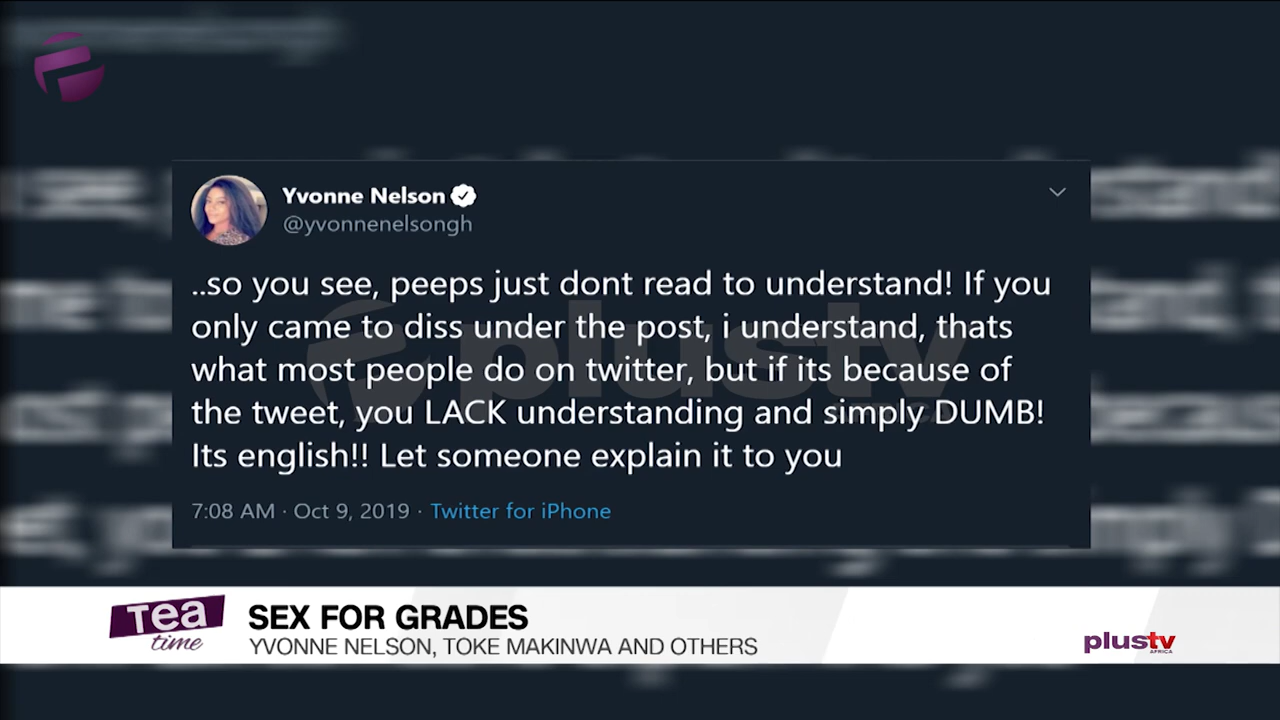 Yvonne Nelson
@yvonnenelsongh
..so you see, peeps just dont read to understand! If you
only came to diss under the post, i understand, thats
what most people do on twitter, but if its because of
the tweet, you LACK understanding and simply DUMB!
Its english!! Let someone explain it to you
7:08 AM · Oct 9, 2019 · Twitter for iPhone
plustv
Tea
time
SEX FOR GRADES
YVONNE NELSON, TOKE MAKINWA AND OTHERS
plustv
AFRICA